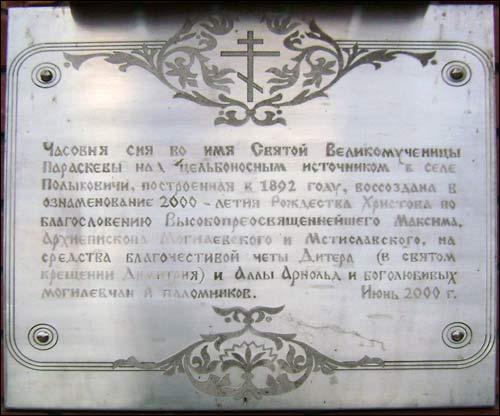 Часовня сия во имя Святой Великомученицы
Параскевы над цельбоносным источником в селе
Полыковичи, построенная в 1892 году, воссоздана в
ознаменование 2000 - летия Рождества Христова по
благословению Высокопреосвященнейшего Максима,
Архиепископа Могилевского и Мстиславского, на
средства благочестивой четы Дитера (в святом
крещении Димитрия) и Аллы Арнольд и боголюбивых
могилевчан и паломников. Июнь 2000 г.